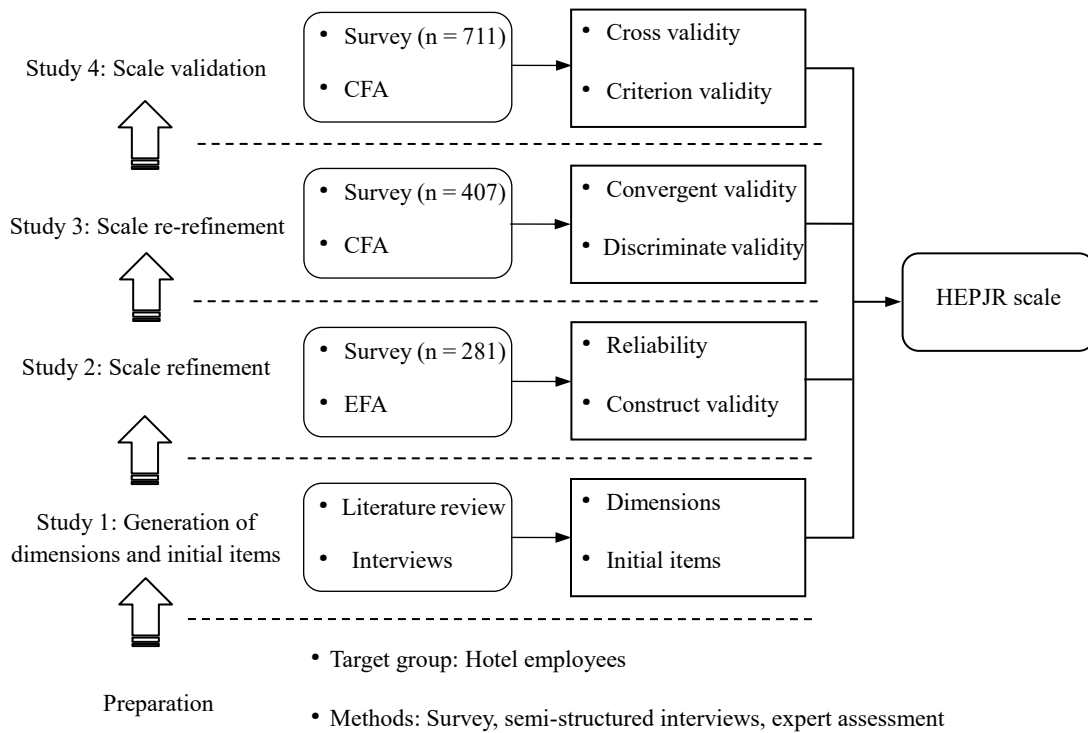 Study 4: Scale validation
• Survey (n = 711)
• CFA
• Cross validity
• Criterion validity
Study 3: Scale re-refinement
• Survey (n = 407)
• CFA
• Convergent validity
• Discriminate validity
HEPJR scale
Study 2: Scale refinement
• Survey (n = 281)
• EFA
• Reliability
• Construct validity
Study 1: Generation of
dimensions and initial items
• Literature review
• Interviews
• Dimensions
• Initial items
Preparation
• Target group: Hotel employees
• Methods: Survey, semi-structured interviews, expert assessment